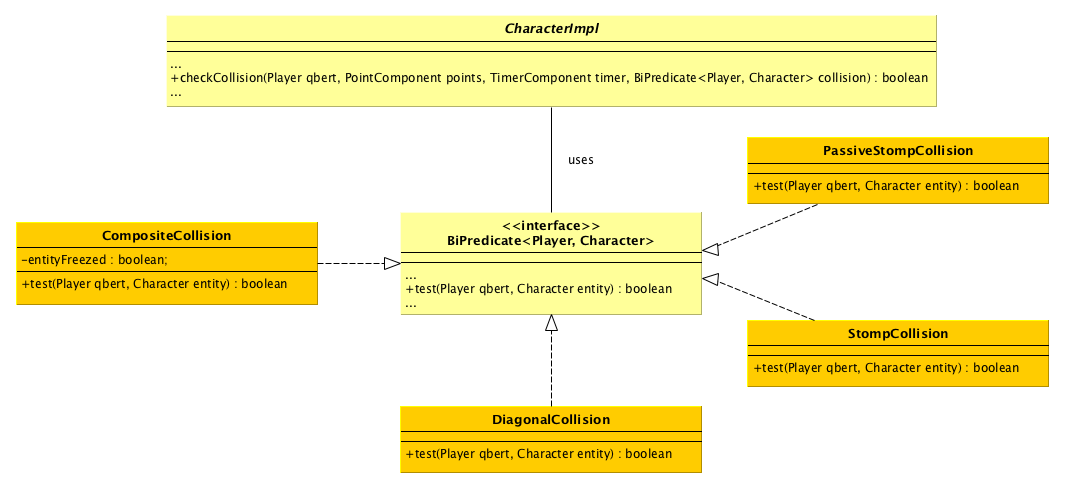 CharacterImpl
...
+checkCollision(Player qbert, PointComponent points, TimerComponent timer, BiPredicate<Player, Character> collision) : boolean
...
uses
PassiveStompCollision
+test(Player qbert, Character entity) : boolean
CompositeCollision
-entityFreezed : boolean;
+test(Player qbert, Character entity) : boolean
<<interface>>
BiPredicate<Player, Character>
...
+test(Player qbert, Character entity) : boolean
...
StompCollision
+test(Player qbert, Character entity) : boolean
DiagonalCollision
+test(Player qbert, Character entity) : boolean